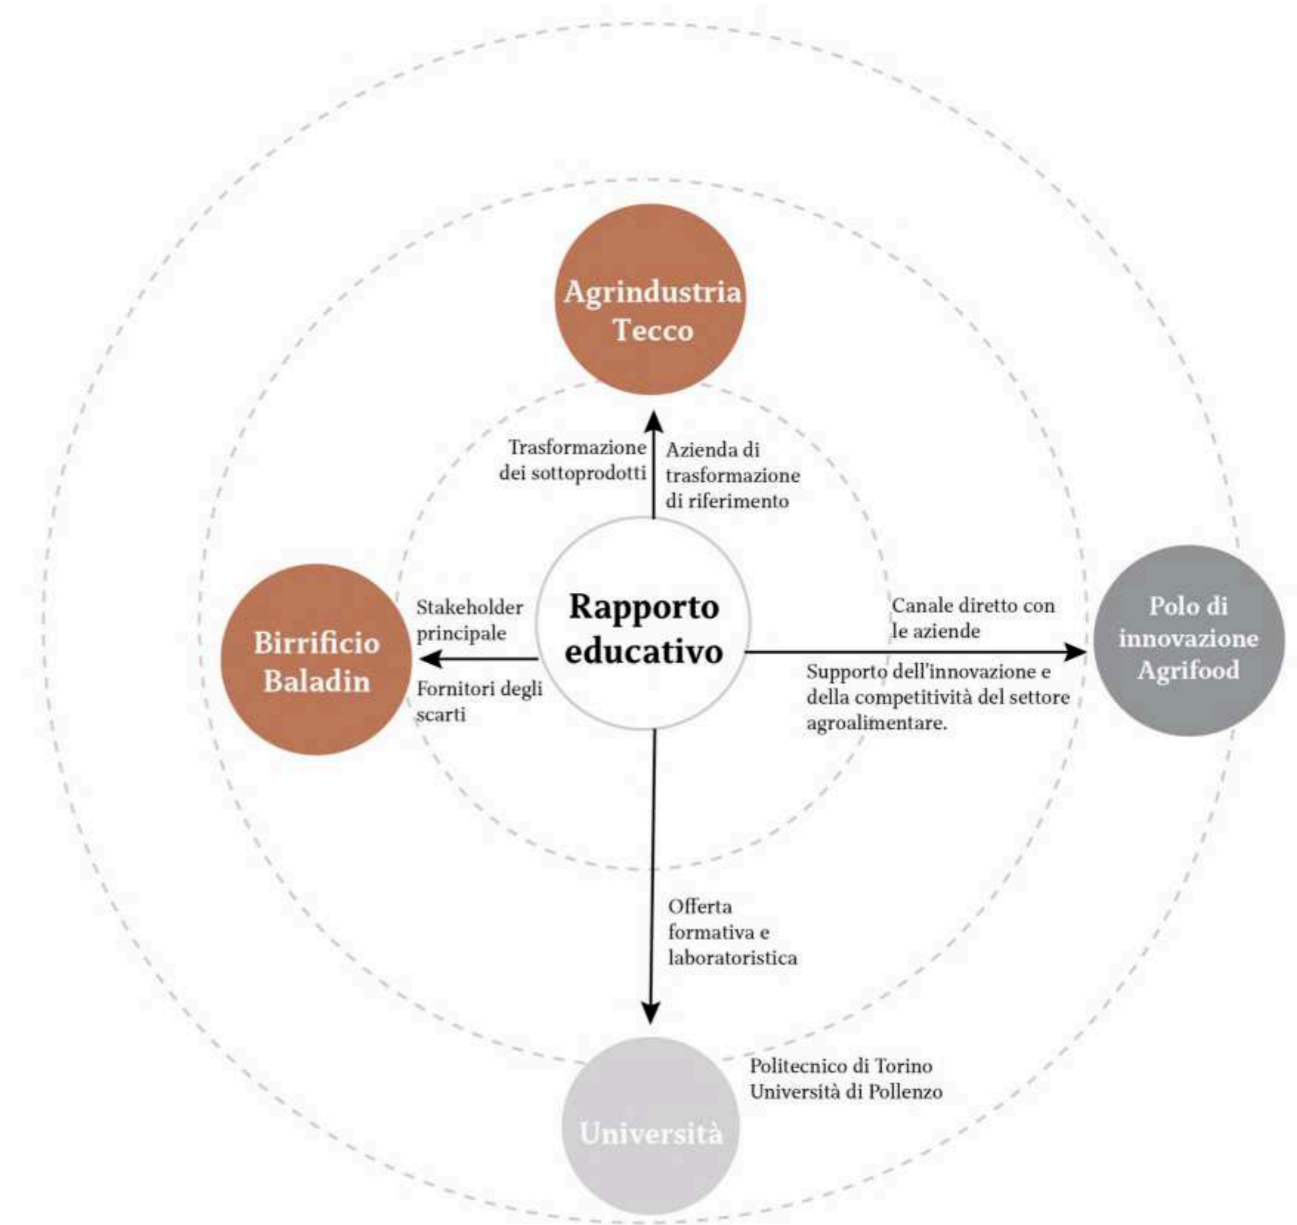 Agrindustria
Tecco
Trasformazione
dei sottoprodotti
Azienda di
trasformazione
di riferimento
Rapporto
educativo
Stakeholder
principale
Birrificio
Baladin
Fornitori degli
scarti
Canale diretto con
le aziende
Supporto dell'innovazione e
della competitività del settore
agroalimentare.
Polo di
innovazione
Agrifood
Offerta
formativa e
laboratoristica
Politecnico di Torino
Università di Pollenzo
Università